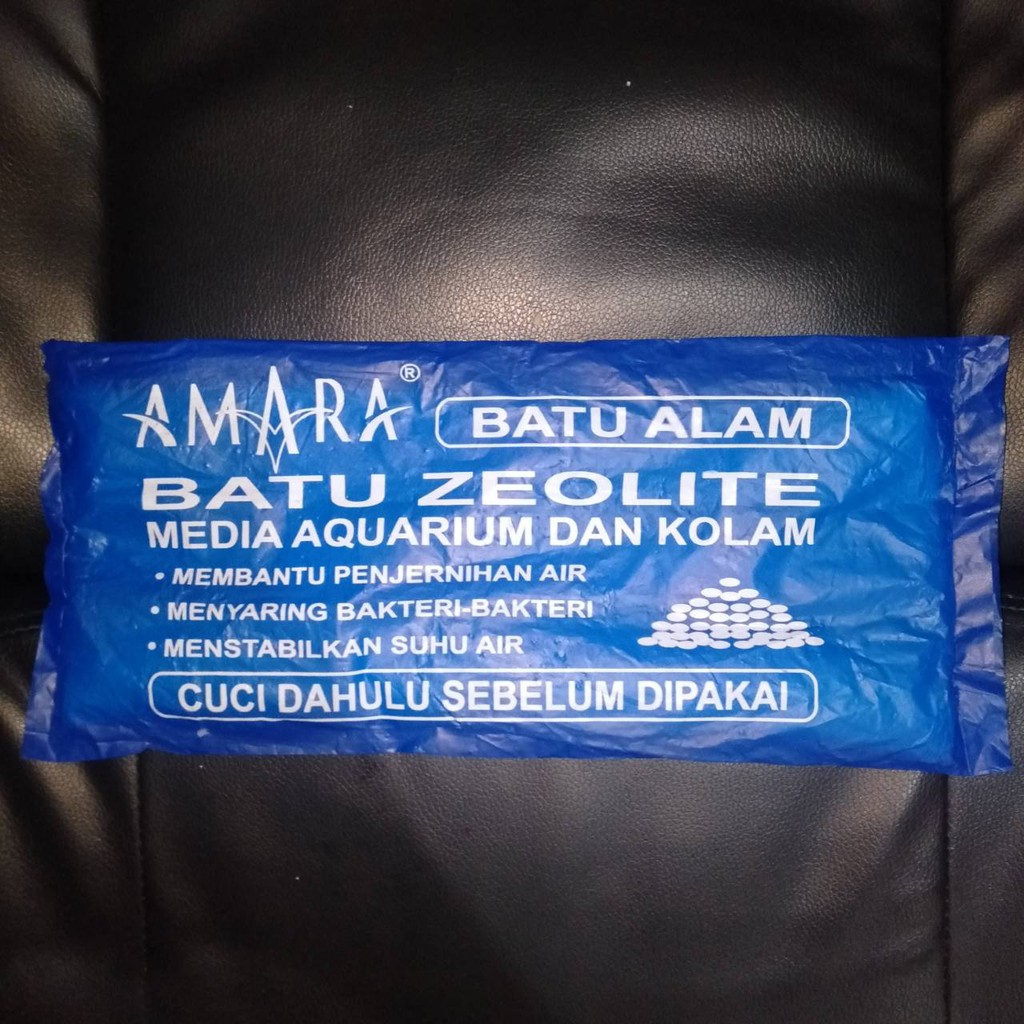 AMARA®
BATU ALAM
BATU ZEOLITE
MEDIA AQUARIUM DAN KOLAM
• MEMBANTU PENJERNIHAN AIR
• MENYARING BAKTERI-BAKTERI
• MENSTABILKAN SUHU AIR
CUCI DAHULU SEBELUM DIPAKAI